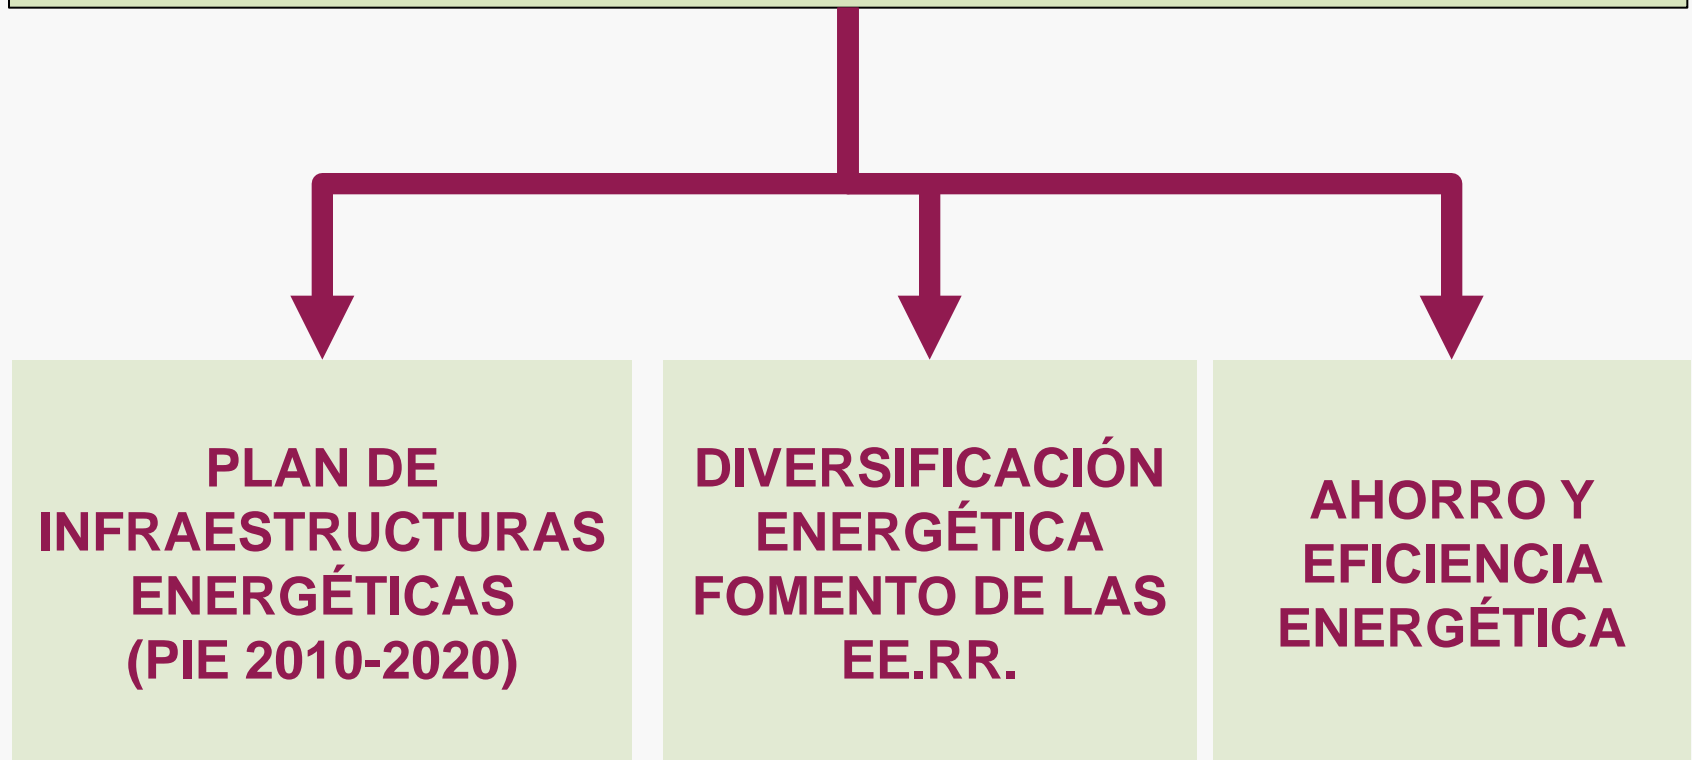 PLAN DE
INFRAESTRUCTURAS
ENERGÉTICAS
(PIE 2010-2020)
DIVERSIFICACIÓN
ENERGÉTICA
FOMENTO DE LAS
EE.RR.
AHORRO Y
EFICIENCIA
ENERGÉTICA